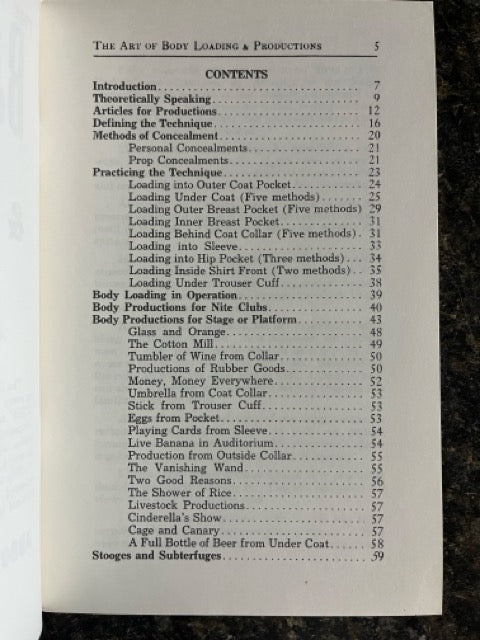 THE ART OF BODY LOADING & PRODUCTIONS 5
CONTENTS
Introduction 7
Theoretically Speaking 9
Articles for Productions 12
Defining the Technique 16
Methods of Concealment 20
Personal Concealments 21
Prop Concealments 21
Practicing the Technique 23
Loading into Outer Coat Pocket 24
Loading Under Coat (Five methods) 25
Loading Outer Breast Pocket (Five methods) 29
Loading Inner Breast Pocket 31
Loading Behind Coat Collar (Five methods) 31
Loading into Sleeve 33
Loading into Hip Pocket (Three methods) 34
Loading Inside Shirt Front (Two methods) 35
Loading Under Trouser Cuff 38
Body Loading in Operation 39
Body Productions for Nite Clubs 40
Body Productions for Stage or Platform 43
Glass and Orange 48
The Cotton Mill 49
Tumbler of Wine from Collar 50
Productions of Rubber Goods 50
Money, Money Everywhere 52
Umbrella from Coat Collar 53
Stick from Trouser Cuff 53
Eggs from Pocket 53
Playing Cards from Sleeve 54
Live Banana in Auditorium 54
Production from Outside Collar 55
The Vanishing Wand 55
Two Good Reasons 56
The Shower of Rice 57
Livestock Productions 57
Cinderella's Show 57
Cage and Canary 57
A Full Bottle of Beer from Under Coat 58
Stooges and Subterfuges 59